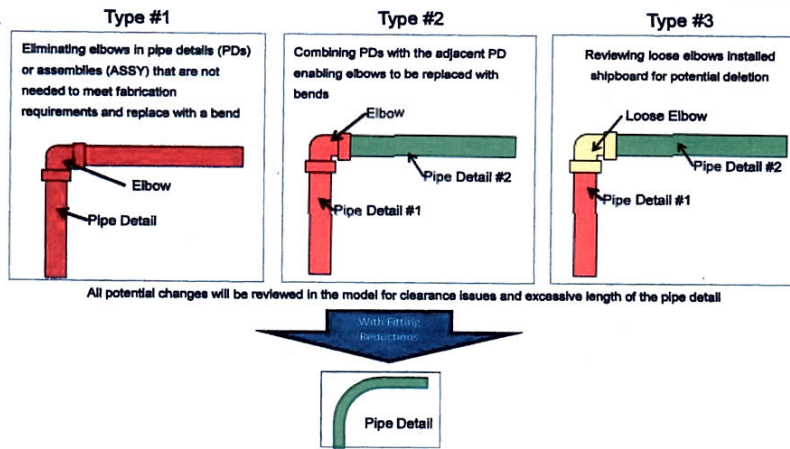 Type #1
Eliminating elbows in pipe details (PDs)
or assemblies (ASSY) that are not
needed to meet fabrication
requirements and replace with a bend
Elbow
Pipe Detail
Type #2
Combining PDs with the adjacent PD
enabling elbows to be replaced with
bends
Elbow
Pipe Detail #2
Pipe Detail #1
Type #3
Reviewing loose elbows installed
shipboard for potential deletion
Loose Elbow
Pipe Detail #2
Pipe Detail #1
All potential changes will be reviewed in the model for clearance issues and excessive length of the pipe detail
With Fitting
Reductions
Pipe Detail